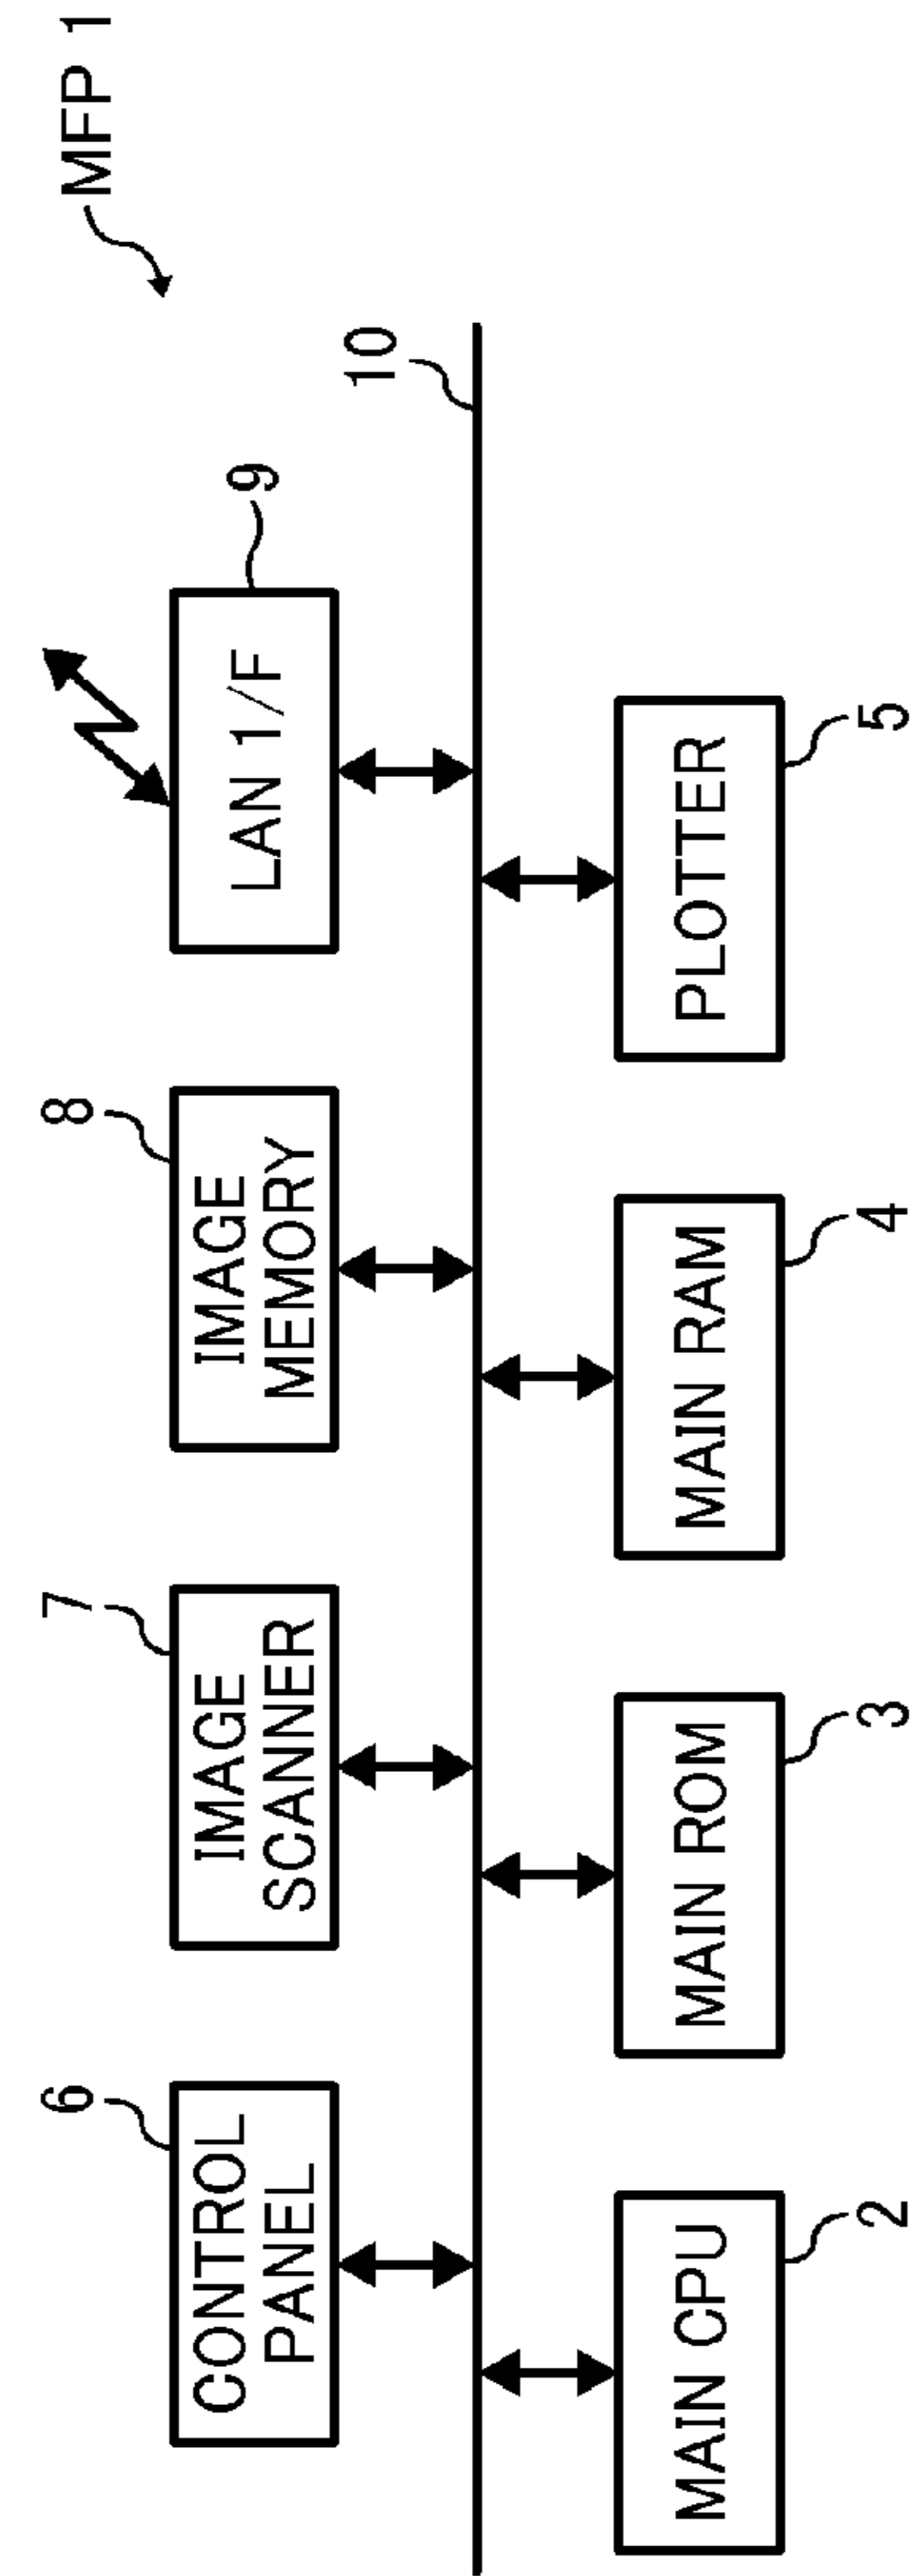 MFP 1
6
CONTROL
PANEL
7
IMAGE
SCANNER
8
IMAGE
MEMORY
LAN 1/F
9
10
MAIN CPU
2
MAIN ROM
3
MAIN RAM
4
PLOTTER
5